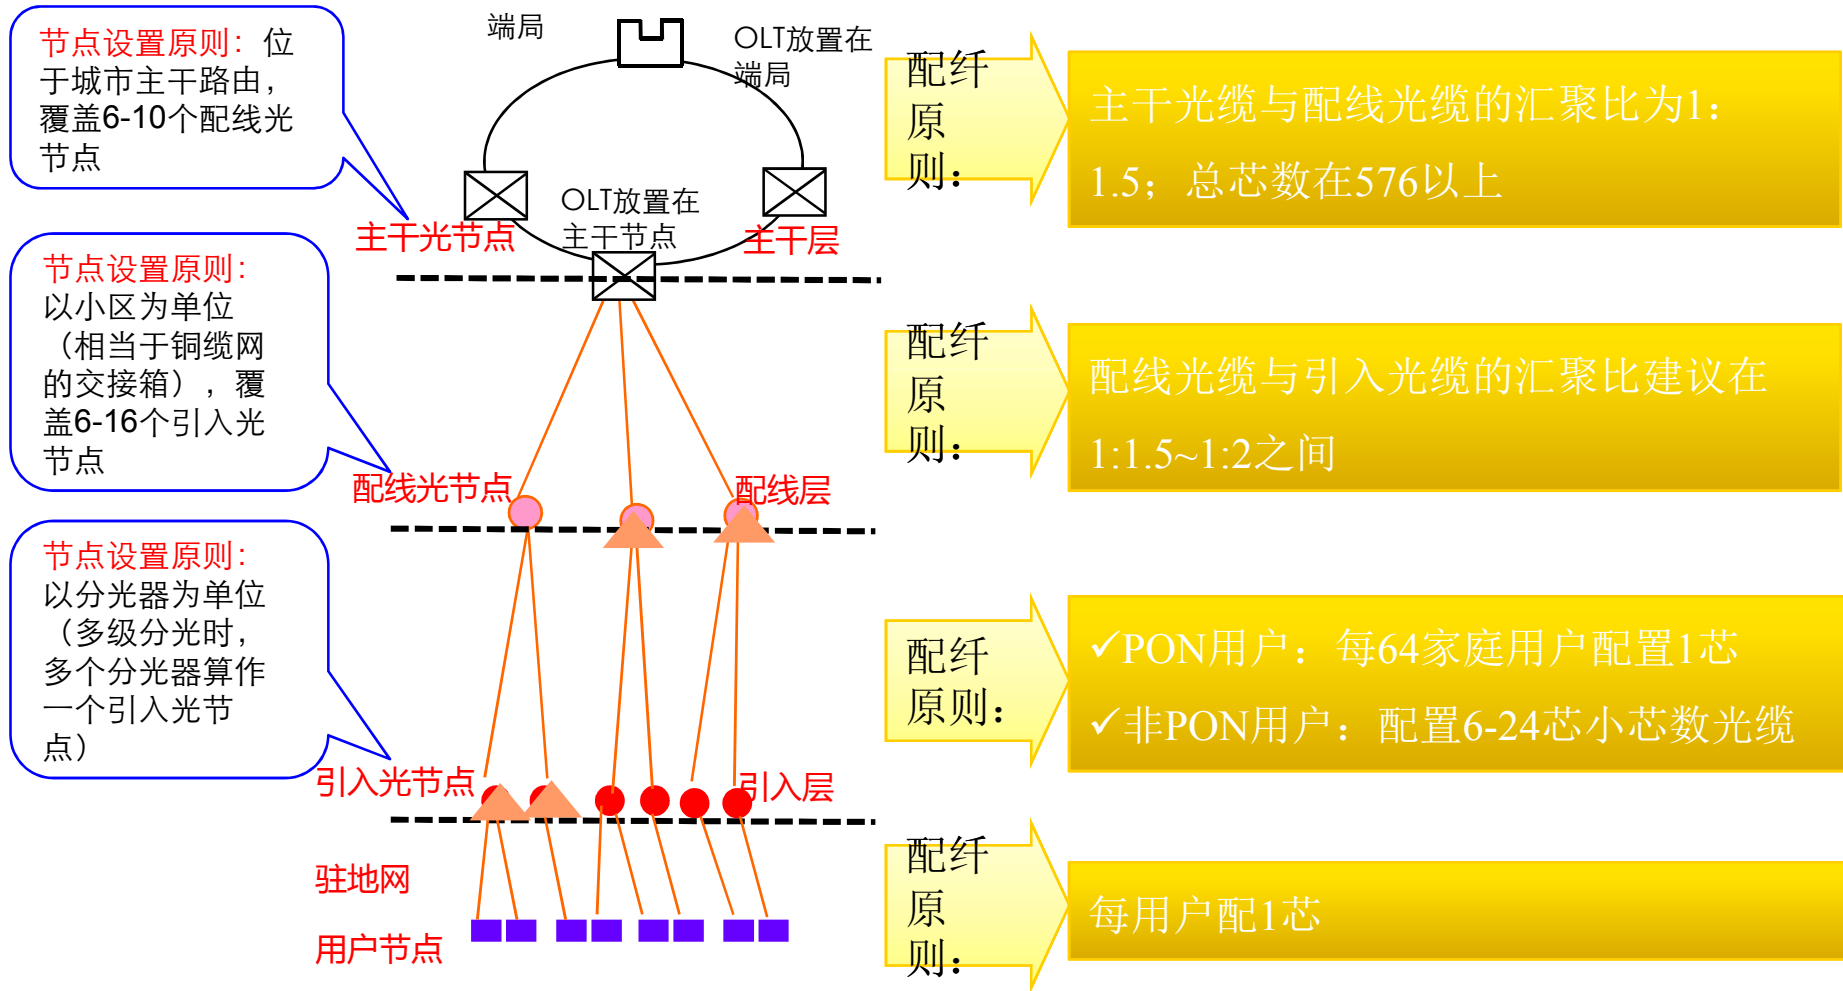 节点设置原则：位
于城市主干路由，
覆盖6-10个配线光
节点
端局
OLT放置在
端局
OLT放置在
主干节点
主干光节点
主干层
配纤
原
则：
主干光缆与配线光缆的汇聚比为1：
1.5；总芯数在576以上
节点设置原则：
以小区为单位
（相当于铜缆网
的交接箱），覆
盖6-16个引入光
节点
配线光节点
配线层
配纤
原
则：
配线光缆与引入光缆的汇聚比建议在
1:1.5~1:2之间
节点设置原则：
以分光器为单位
（多级分光时，
多个分光器算作
一个引入光节
点）
引入光节点
引入层
配纤
原则：
✓PON用户：每64家庭用户配置1芯
✓非PON用户：配置6-24芯小芯数光缆
驻地网
用户节点
配纤
原
则：
每用户配1芯